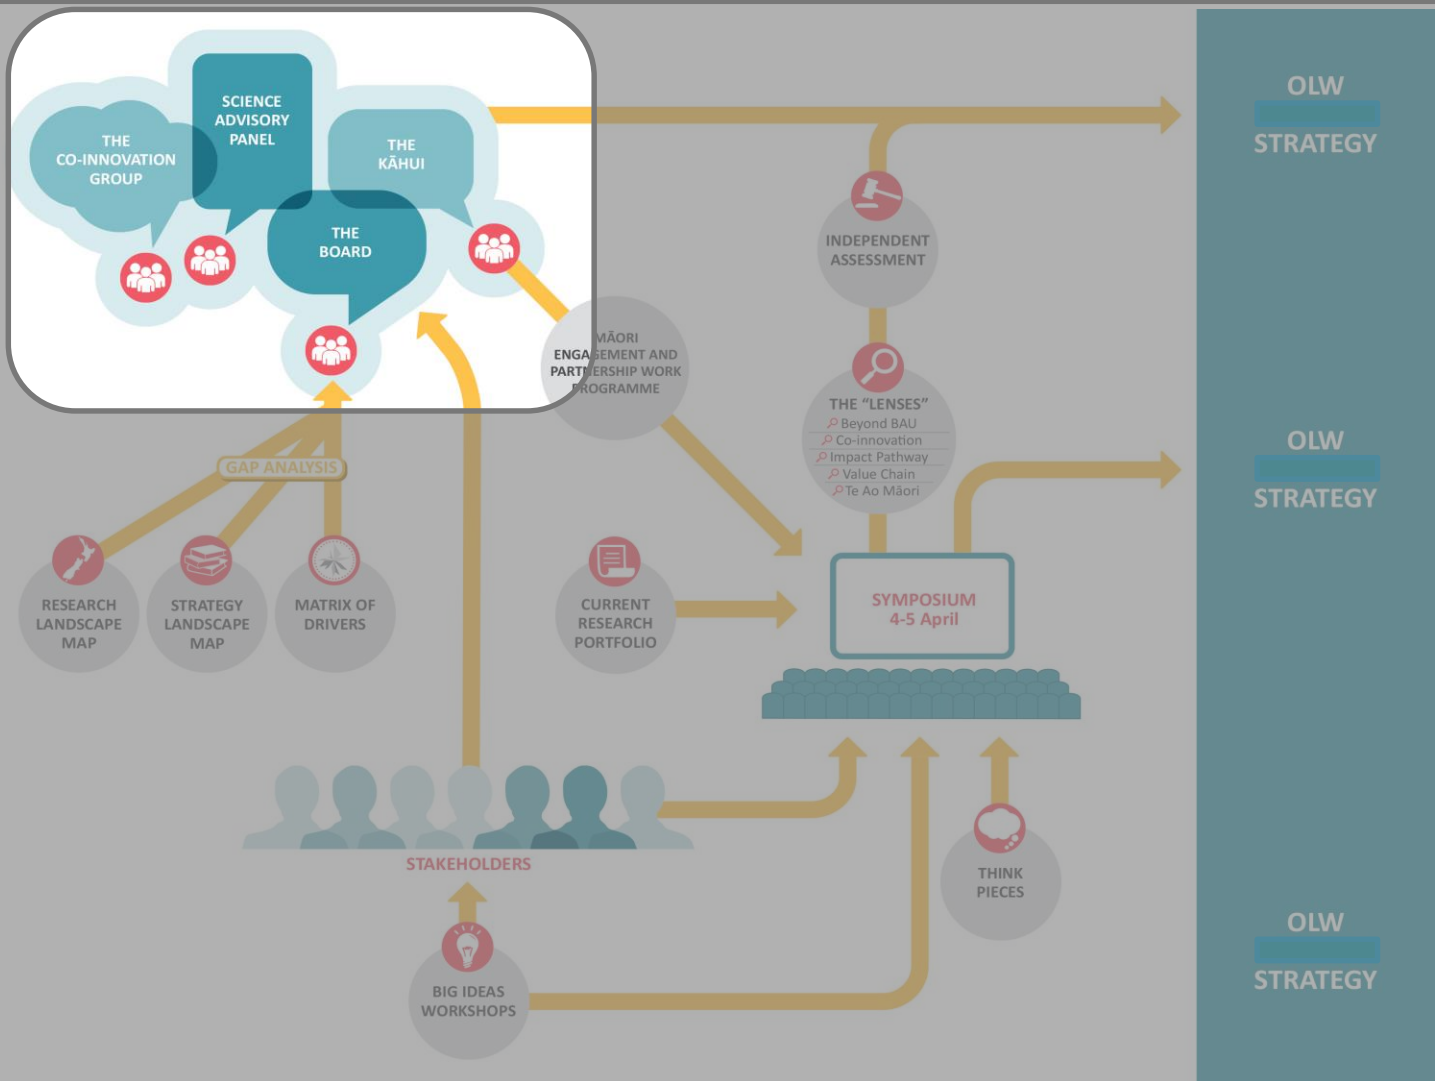 SCIENCE
ADVISORY
PANEL
THE
CO-INNOVATION
GROUP
THE
KĀHUI
THE
BOARD
OLW
STRATEGY
INDEPENDENT
ASSESSMENT
MĀORI
ENGAGEMENT AND
PARTNERSHIP WORK
PROGRAMME
THE “LENSES”
Beyond BAU
Co-innovation
Impact Pathway
Value Chain
Te Ao Māori
GAP ANALYSIS
OLW
STRATEGY
RESEARCH
LANDSCAPE
MAP
STRATEGY
LANDSCAPE
MAP
MATRIX OF
DRIVERS
CURRENT
RESEARCH
PORTFOLIO
SYMPOSIUM
4-5 April
STAKEHOLDERS
THINK
PIECES
BIG IDEAS
WORKSHOPS
OLW
STRATEGY